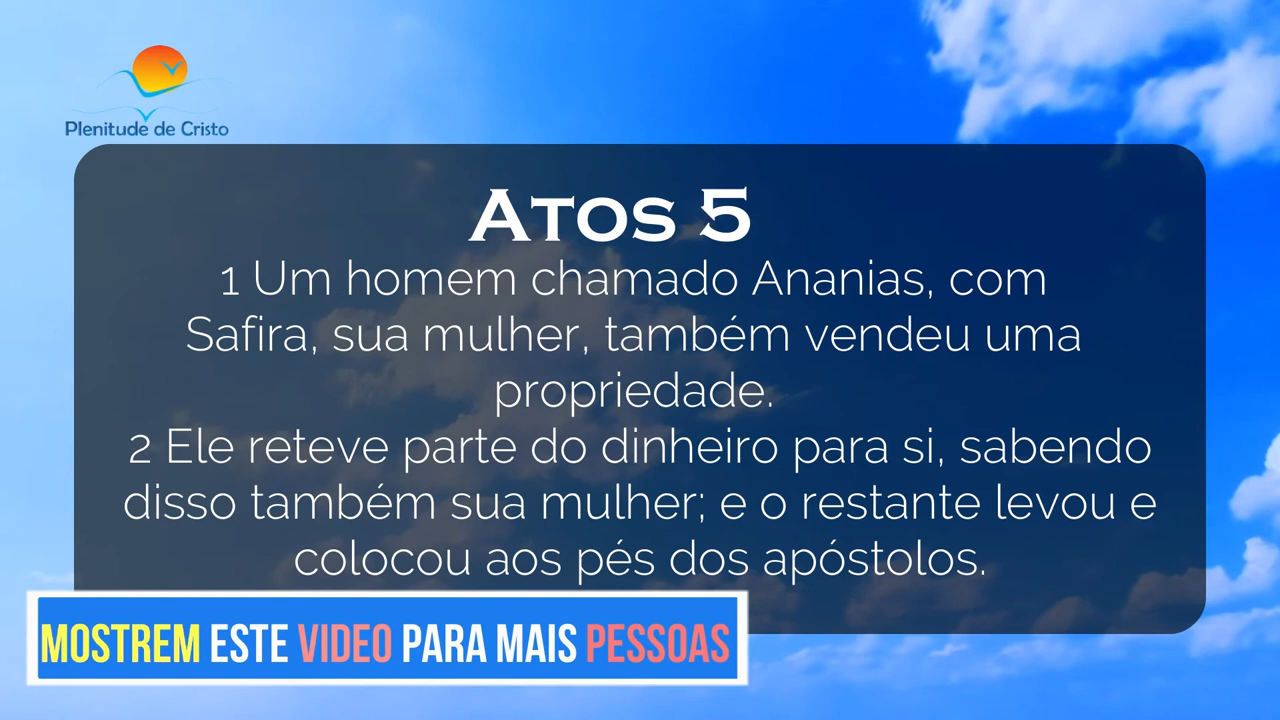 Plenitude de Cristo
Atos 5
1 Um homem chamado Ananias, com
Safira, sua mulher, também vendeu uma
propriedade.
2 Ele reteve parte do dinheiro para si, sabendo
disso também sua mulher; e o restante levou e
colocou aos pés dos apóstolos.
MOSTREM ESTE VIDEO PARA MAIS PESSOAS